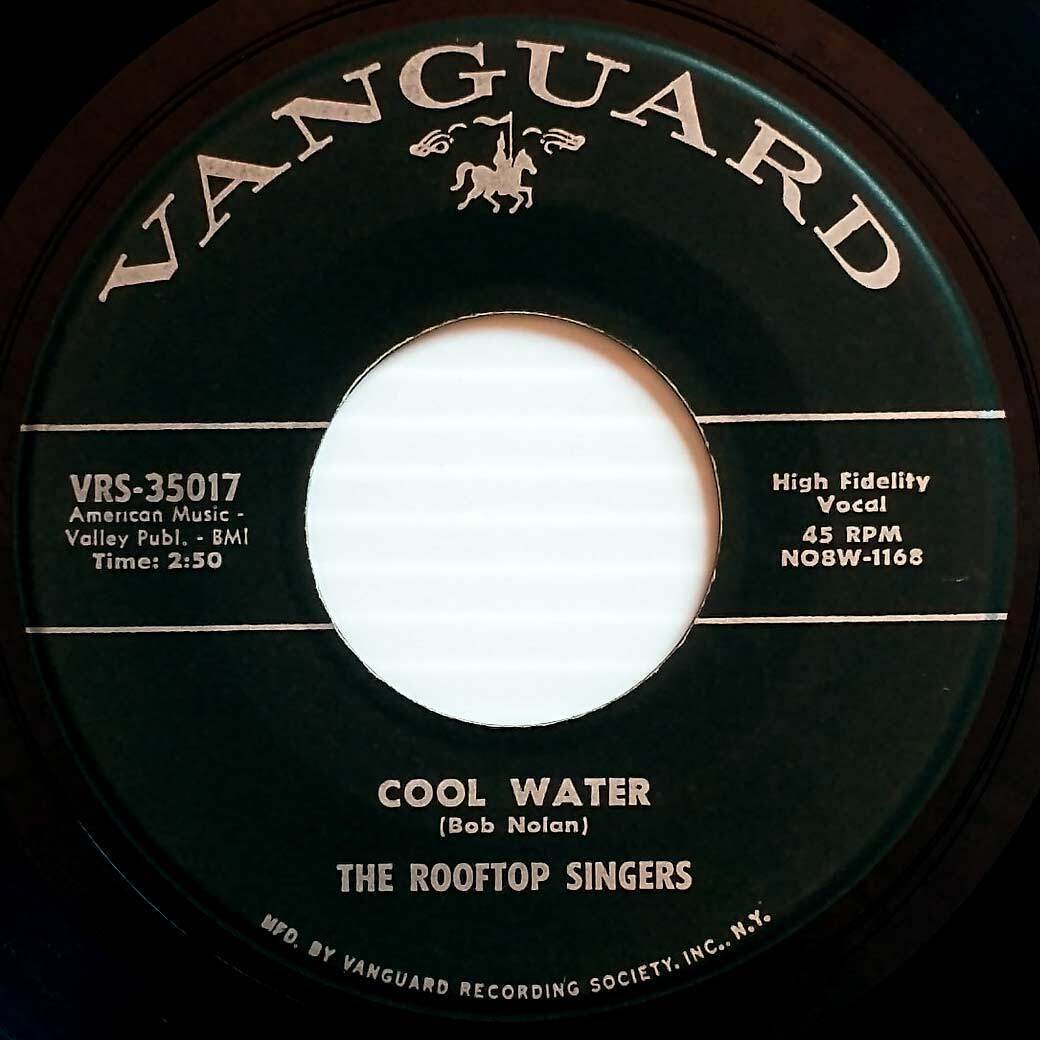 VANGUARD
VRS-35017
American Music -
Valley Publ. - BMI
Time: 2:50
High Fidelity
Vocal
45 RPM
NO8W-1168
COOL WATER
(Bob Nolan)
THE ROOFTOP SINGERS
MFD. BY VANGUARD RECORDING SOCIETY, INC., N.Y.